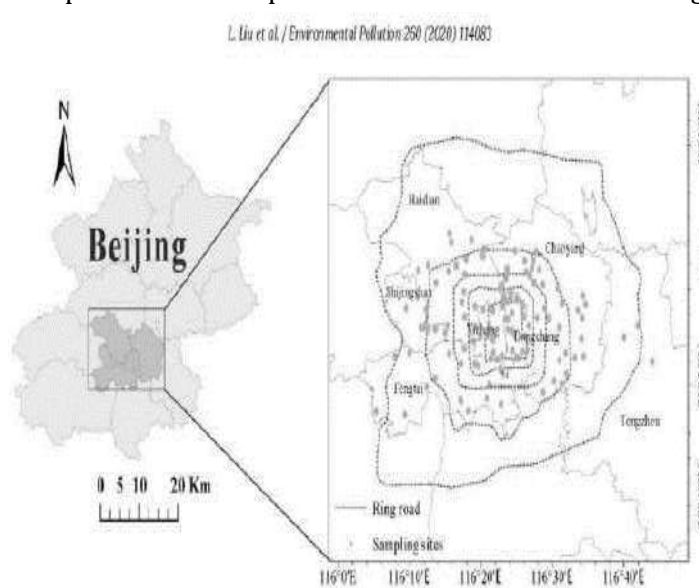 L. Liu et al. / Environmental Pollution 260 (2020) 114083
N
Beijing
Haidian
Chaoyang
Shijingshan
Xicheng
Dongcheng
Fengtai
Tongzhou
0 5 10 20 Km
Ring road
Sampling sites
116°0'E 116°10'E 116°20'E 116°30'E 116°40'E